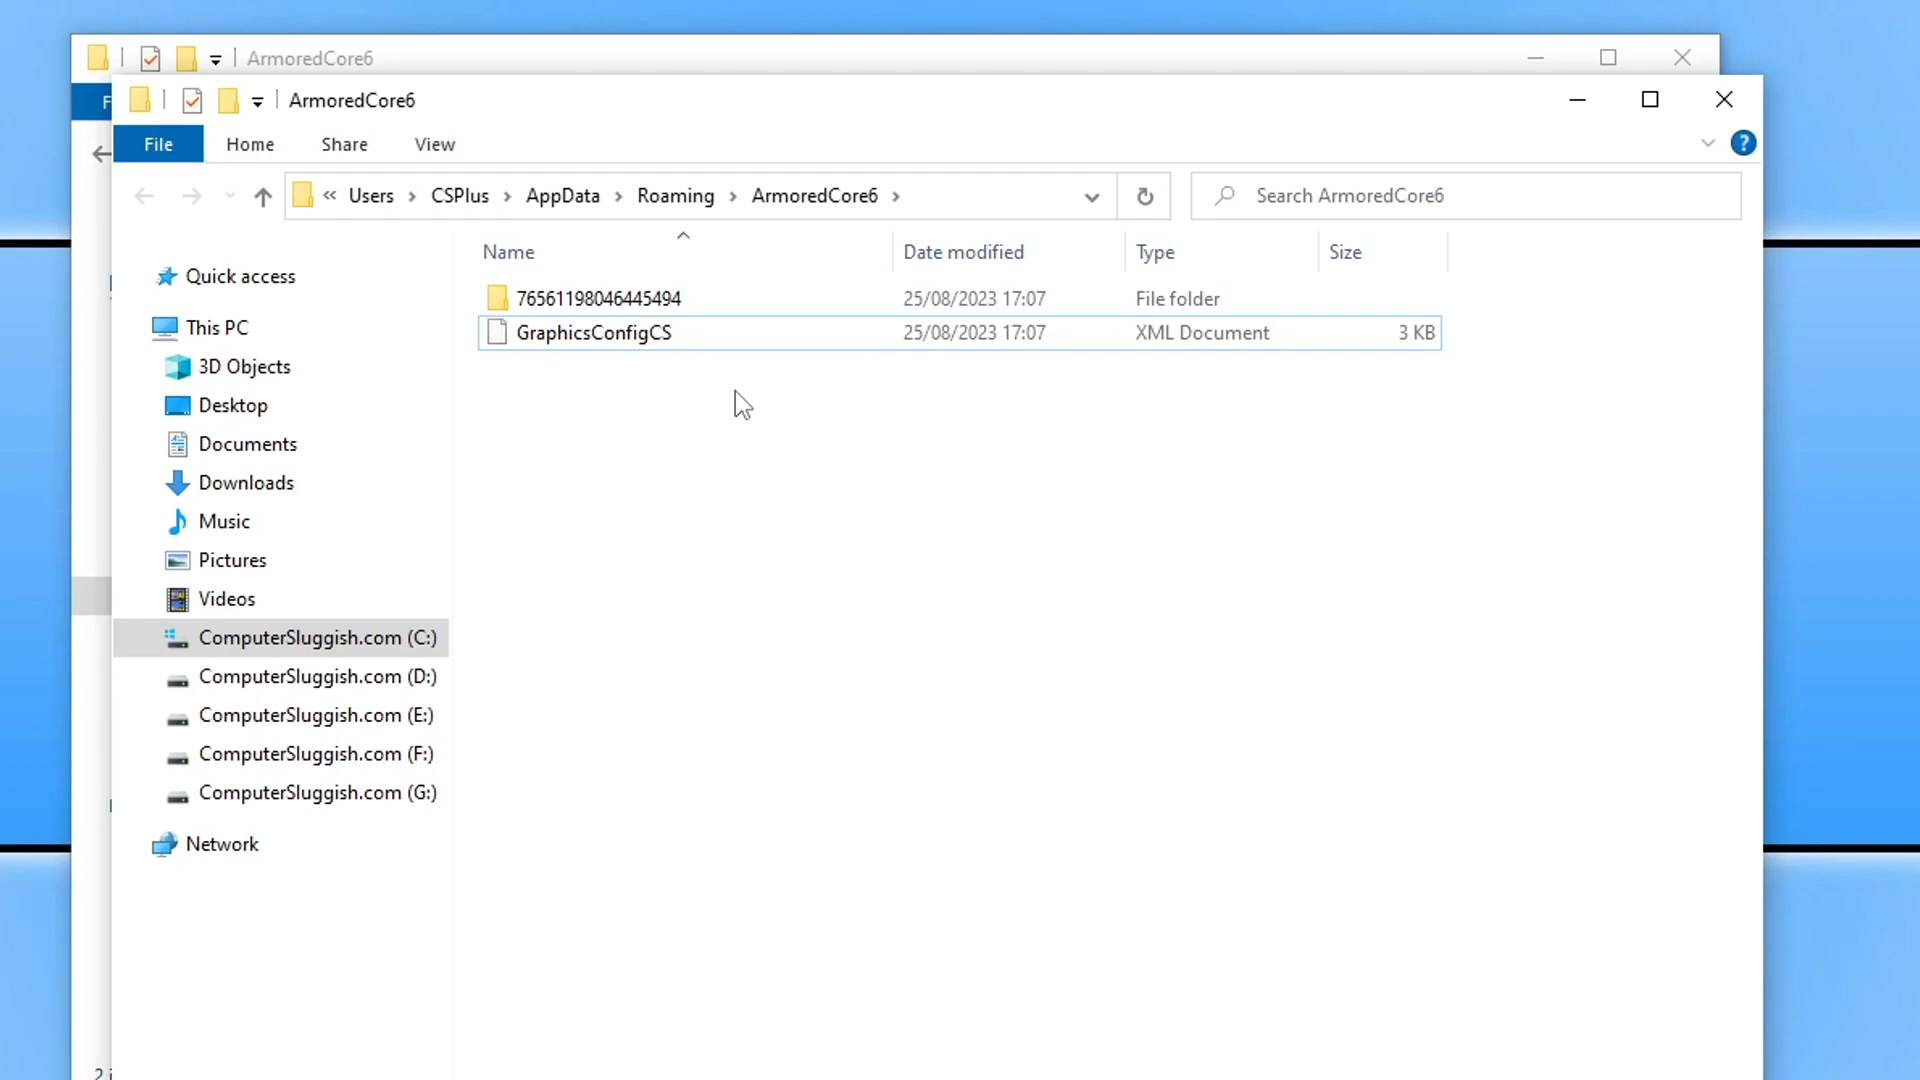 ArmoredCore6
ArmoredCore6
File Home Share View
« Users › CSPlus › AppData › Roaming › ArmoredCore6 ›
Search ArmoredCore6
Name Date modified Type Size
76561198046445494 25/08/2023 17:07 File folder
GraphicsConfigCS 25/08/2023 17:07 XML Document 3 KB
Quick access
This PC
3D Objects
Desktop
Documents
Downloads
Music
Pictures
Videos
ComputerSluggish.com (C:)
ComputerSluggish.com (D:)
ComputerSluggish.com (E:)
ComputerSluggish.com (F:)
ComputerSluggish.com (G:)
Network